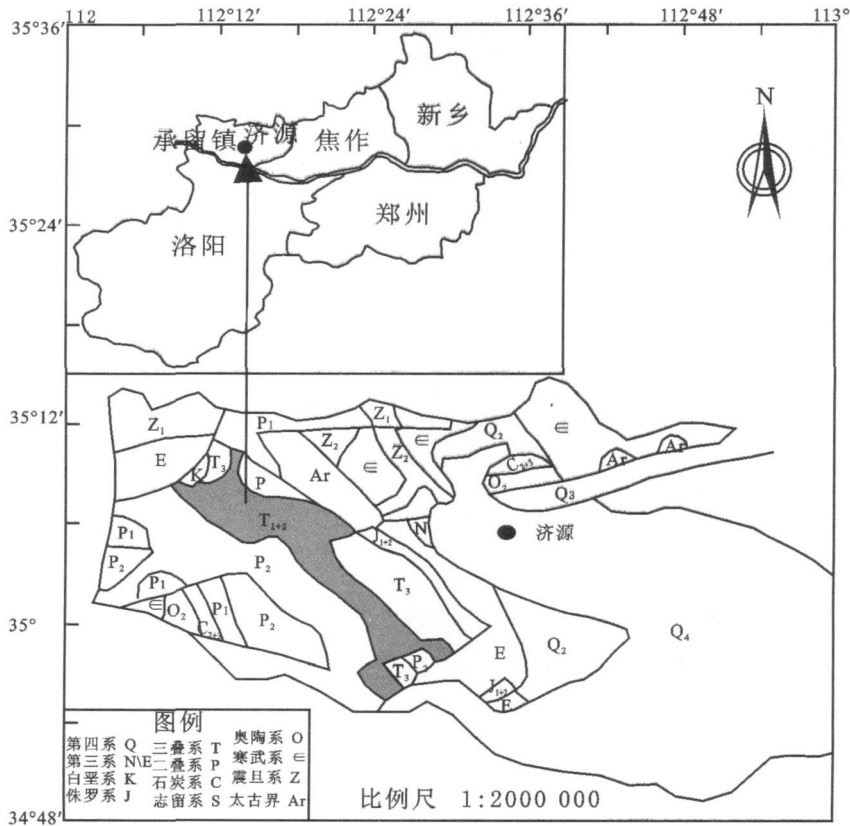 112 112°12′ 112°24′ 112°36′ 112°48′ 113°
35°36′
新乡
承留镇 济源 焦作
N
郑州
35°24′
洛阳
35°12′
Z₁ P₁ Z₁ Q₂ ∈
Z₂ ∈
E T₃ Z₂ C₂₊₃ Ar Ar
K P Ar ∈ O₂ Q₃
T₁₊₂ N 济源
P₁ ₁₊₂
P₂ P₂
P₁ T₃
∈ O₂ P₁
35° C₂₊₃ P₂ E Q₂ Q₄
T₃ P₂ J₁₊₂
E
图例
第四系 Q 三叠系 T 奥陶系 O
第三系 N\E 二叠系 P 寒武系 ∈
白垩系 K 石炭系 C 震旦系 Z
侏罗系 J 志留系 S 太古界 Ar
比例尺 1:2000 000
34°48′